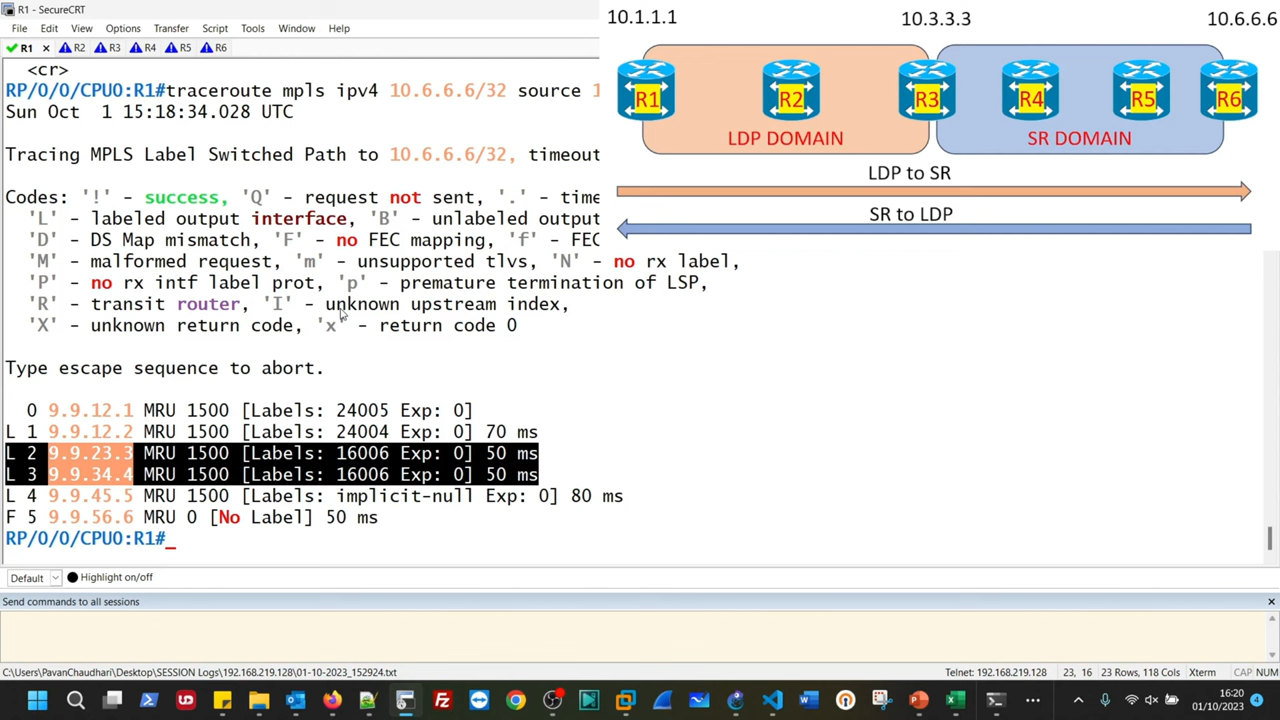 R1 - SecureCRT
File Edit View Options Transfer Script Tools Window Help
R1 × R2 R3 R4 R5 R6
<cr>
RP/0/0/CPU0:R1#traceroute mpls ipv4 10.6.6.6/32 source 1
Sun Oct 1 15:18:34.028 UTC
Tracing MPLS Label Switched Path to 10.6.6.6/32, timeout
Codes: '!' - success, 'Q' - request not sent, '.' - time
'L' - labeled output interface, 'B' - unlabeled output
'D' - DS Map mismatch, 'F' - no FEC mapping, 'f' - FEC
'M' - malformed request, 'm' - unsupported tlvs, 'N' - no rx label,
'P' - no rx intf label prot, 'p' - premature termination of LSP,
'R' - transit router, 'I' - unknown upstream index,
'X' - unknown return code, 'x' - return code 0
Type escape sequence to abort.
0 9.9.12.1 MRU 1500 [Labels: 24005 Exp: 0]
L 1 9.9.12.2 MRU 1500 [Labels: 24004 Exp: 0] 70 ms
L 2 9.9.23.3 MRU 1500 [Labels: 16006 Exp: 0] 50 ms
L 3 9.9.34.4 MRU 1500 [Labels: 16006 Exp: 0] 50 ms
L 4 9.9.45.5 MRU 1500 [Labels: implicit-null Exp: 0] 80 ms
F 5 9.9.56.6 MRU 0 [No Label] 50 ms
RP/0/0/CPU0:R1#_
10.1.1.1 10.3.3.3 10.6.6.6
R1 R2 R3 R4 R5 R6
LDP DOMAIN SR DOMAIN
LDP to SR
SR to LDP
Default Highlight on/off
Send commands to all sessions ×
C:\Users\PavanChaudhari\Desktop\SESSION Logs\192.168.219.128\01-10-2023_152924.txt Telnet: 192.168.219.128 23, 16 23 Rows, 118 Cols Xterm CAP NUM
16:20
01/10/2023